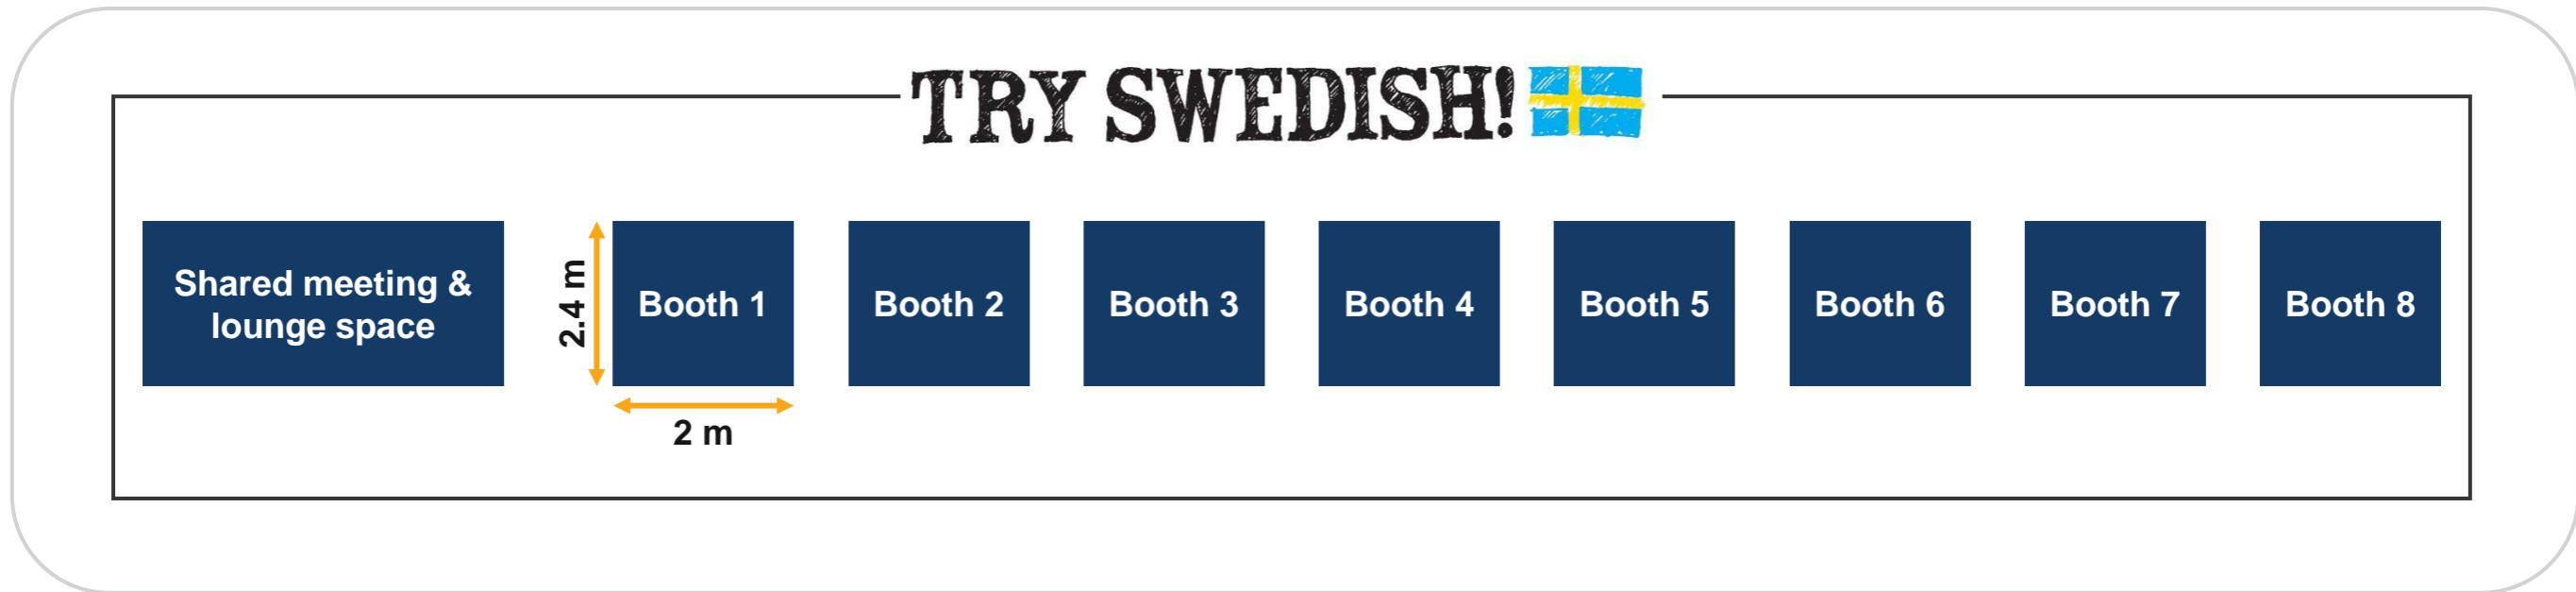 TRY SWEDISH!
Shared meeting &
lounge space
2.4 m
Booth 1
Booth 2
Booth 3
Booth 4
Booth 5
Booth 6
Booth 7
Booth 8
2 m